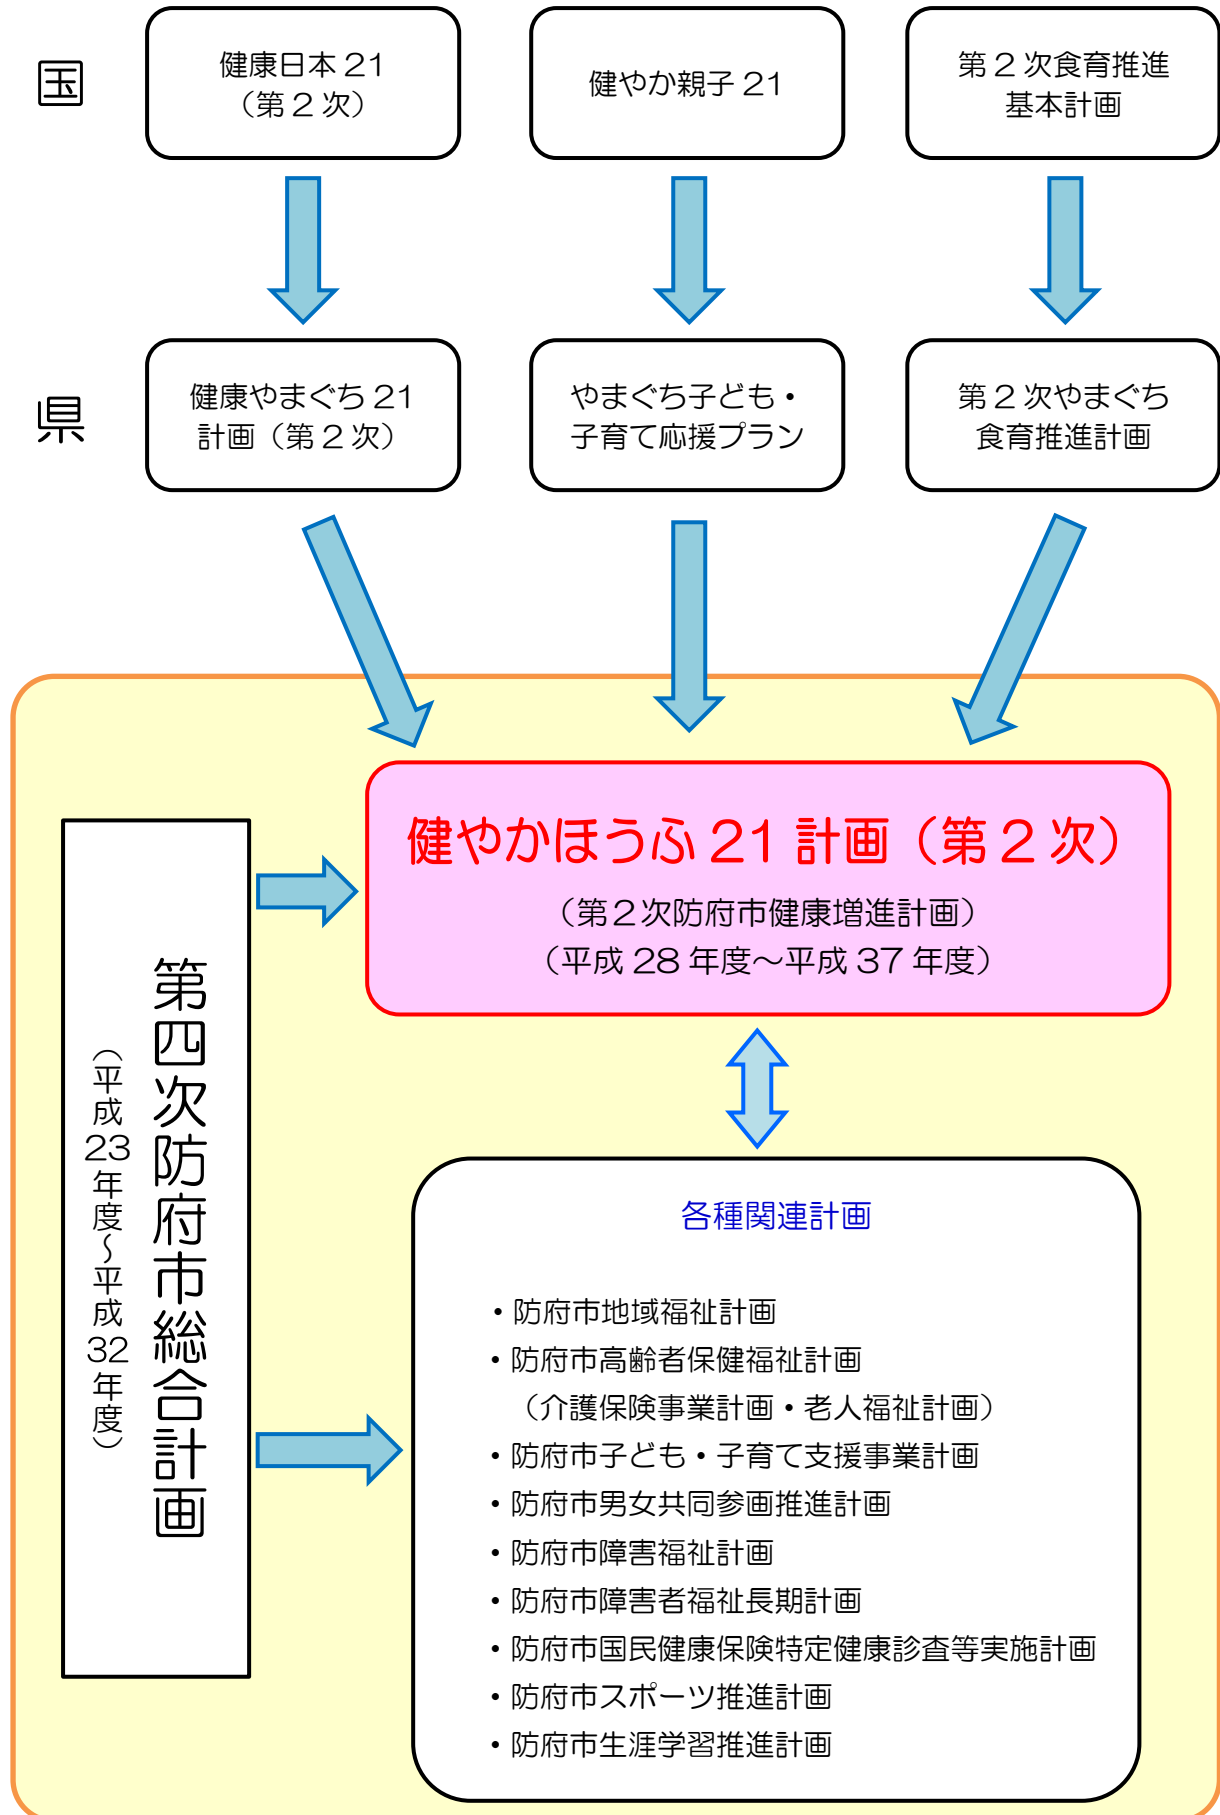 国
健康日本21
（第２次）
健やか親子21
第２次食育推進
基本計画
県
健康やまぐち21
計画（第２次）
やまぐち子ども・
子育て応援プラン
第２次やまぐち
食育推進計画
健やかほうふ21計画（第２次）
（第２次防府市健康増進計画）
（平成28年度～平成37年度）
第四次防府市総合計画
（平成23年度～平成32年度）
各種関連計画
・防府市地域福祉計画
・防府市高齢者保健福祉計画
（介護保険事業計画・老人福祉計画）
・防府市子ども・子育て支援事業計画
・防府市男女共同参画推進計画
・防府市障害福祉計画
・防府市障害者福祉長期計画
・防府市国民健康保険特定健康診査等実施計画
・防府市スポーツ推進計画
・防府市生涯学習推進計画